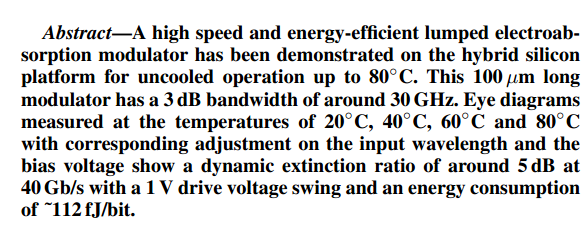 Abstract—A high speed and energy-efficient lumped electroab-
sorption modulator has been demonstrated on the hybrid silicon
platform for uncooled operation up to 80°C. This 100 μm long
modulator has a 3 dB bandwidth of around 30 GHz. Eye diagrams
measured at the temperatures of 20°C, 40°C, 60°C and 80°C
with corresponding adjustment on the input wavelength and the
bias voltage show a dynamic extinction ratio of around 5 dB at
40 Gb/s with a 1 V drive voltage swing and an energy consumption
of ~112 fJ/bit.